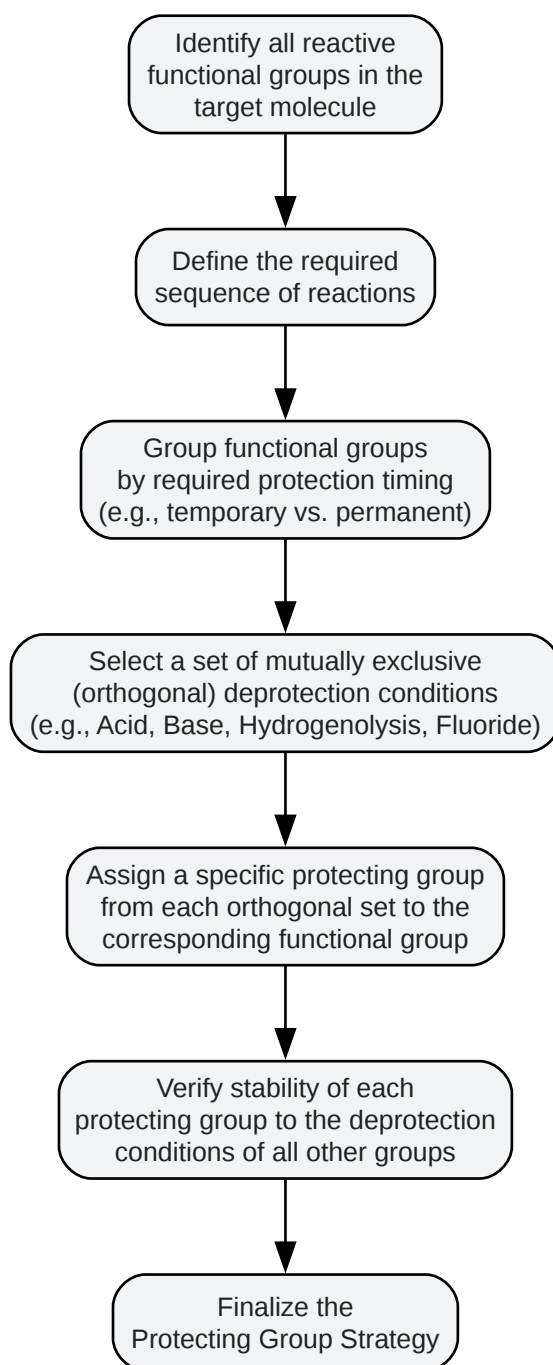 Identify all reactive
functional groups in the
target molecule
Define the required
sequence of reactions
Group functional groups
by required protection timing
(e.g., temporary vs. permanent)
Select a set of mutually exclusive
(orthogonal) deprotection conditions
(e.g., Acid, Base, Hydrogenolysis, Fluoride)
Assign a specific protecting group
from each orthogonal set to the
corresponding functional group
Verify stability of each
protecting group to the deprotection
conditions of all other groups
Finalize the
Protecting Group Strategy